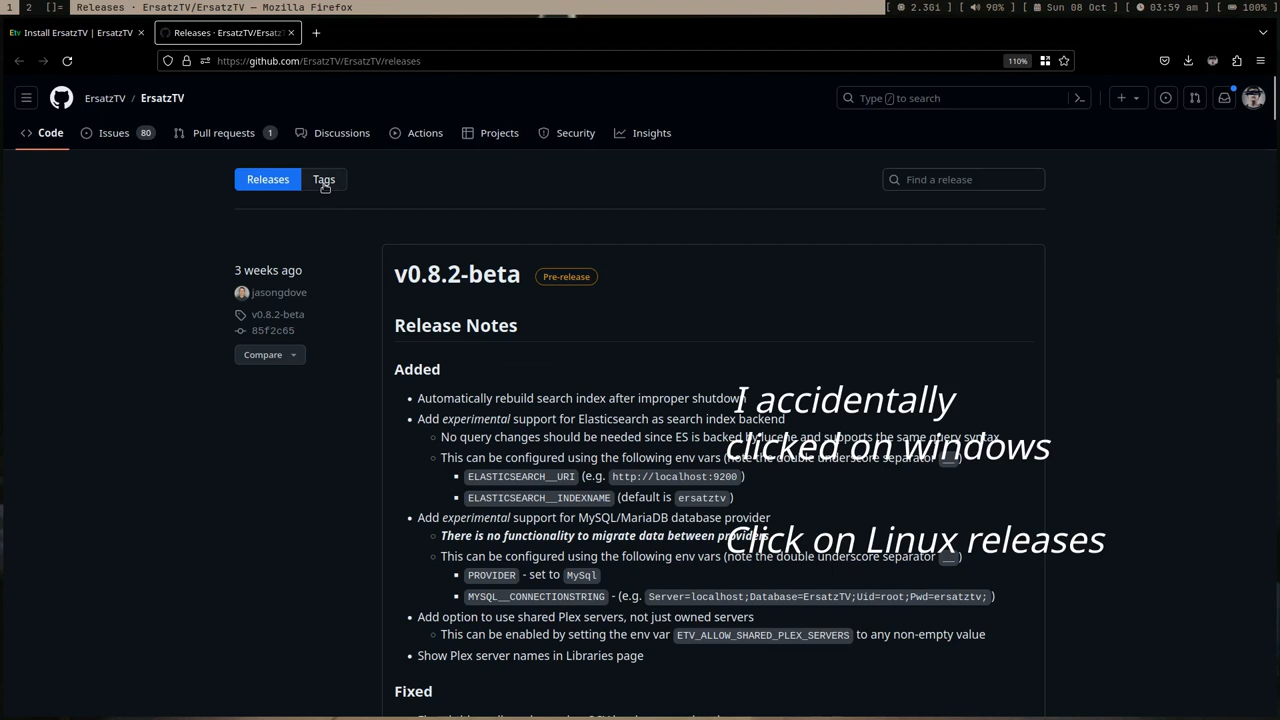 1 2 []= Releases · ErsatzTV/ErsatzTV — Mozilla Firefox [ 2.3Gi ] [ 90% ] [ Sun 08 Oct ] [ 03:59 am ] [ 100% ]
Etv Install ErsatzTV | ErsatzTV Releases · ErsatzTV/Ersatz
https://github.com/ErsatzTV/ErsatzTV/releases 110%
ErsatzTV / ErsatzTV Type / to search
Code Issues 80 Pull requests 1 Discussions Actions Projects Security Insights
Releases Tags Find a release
3 weeks ago
jasongdove
v0.8.2-beta
85f2c65
Compare
v0.8.2-beta Pre-release
Release Notes
Added
Automatically rebuild search index after improper shutdown
Add experimental support for Elasticsearch as search index backend
No query changes should be needed since ES is backed by lucene and supports the same query syntax
This can be configured using the following env vars (note the double underscore separator __)
ELASTICSEARCH__URI (e.g. http://localhost:9200)
ELASTICSEARCH__INDEXNAME (default is ersatztv)
Add experimental support for MySQL/MariaDB database provider
There is no functionality to migrate data between providers
This can be configured using the following env vars (note the double underscore separator __)
PROVIDER - set to MySql
MYSQL__CONNECTIONSTRING - (e.g. Server=localhost;Database=ErsatzTV;Uid=root;Pwd=ersatztv;)
Add option to use shared Plex servers, not just owned servers
This can be enabled by setting the env var ETV_ALLOW_SHARED_PLEX_SERVERS to any non-empty value
Show Plex server names in Libraries page
Fixed
I accidentally
clicked on windows
Click on Linux releases